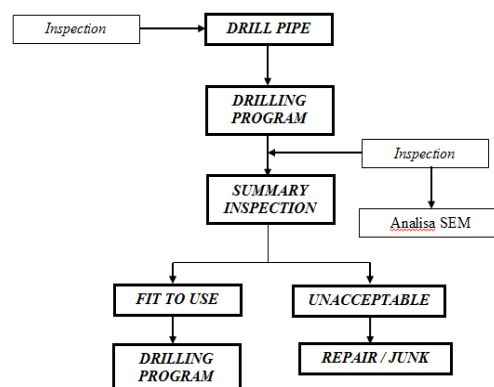 Inspection
DRILL PIPE
DRILLING
PROGRAM
Inspection
SUMMARY
INSPECTION
Analisa SEM
FIT TO USE
UNACCEPTABLE
DRILLING
PROGRAM
REPAIR / JUNK